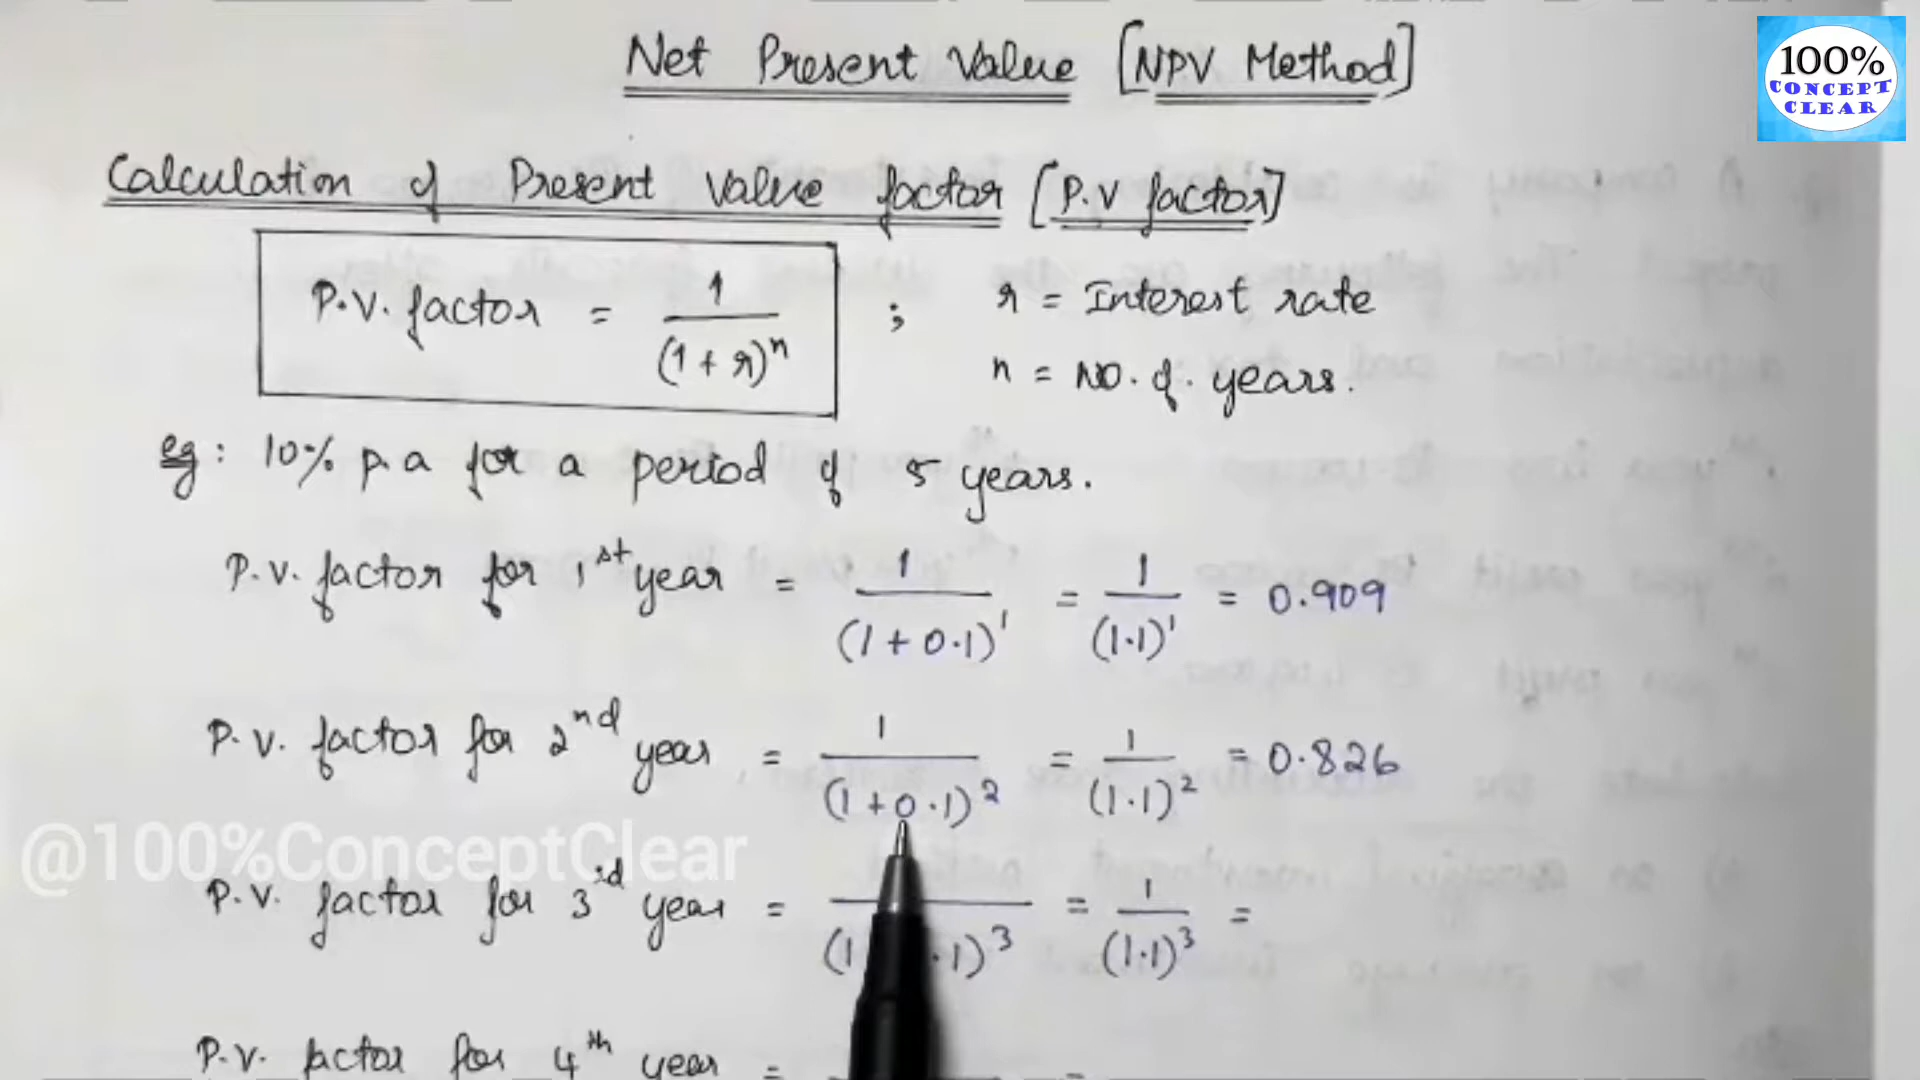 Net Present Value [NPV Method]
100%
CONCEPT
CLEAR
Calculation of Present Value factor [P.V factor]
P.V. factor = 1 / (1 + r)^n ; r = Interest rate
n = NO. of. years.
eg : 10% p.a for a period of 5 years.
P.V. factor for 1st year = 1 / (1 + 0.1)^1 = 1 / (1.1)^1 = 0.909
P.V. factor for 2nd year = 1 / (1 + 0.1)^2 = 1 / (1.1)^2 = 0.826
@100%ConceptClear
P.V. factor for 3rd year = (1 .1)^3 = 1 / (1.1)^3 =
P.V. factor for 4th year = =